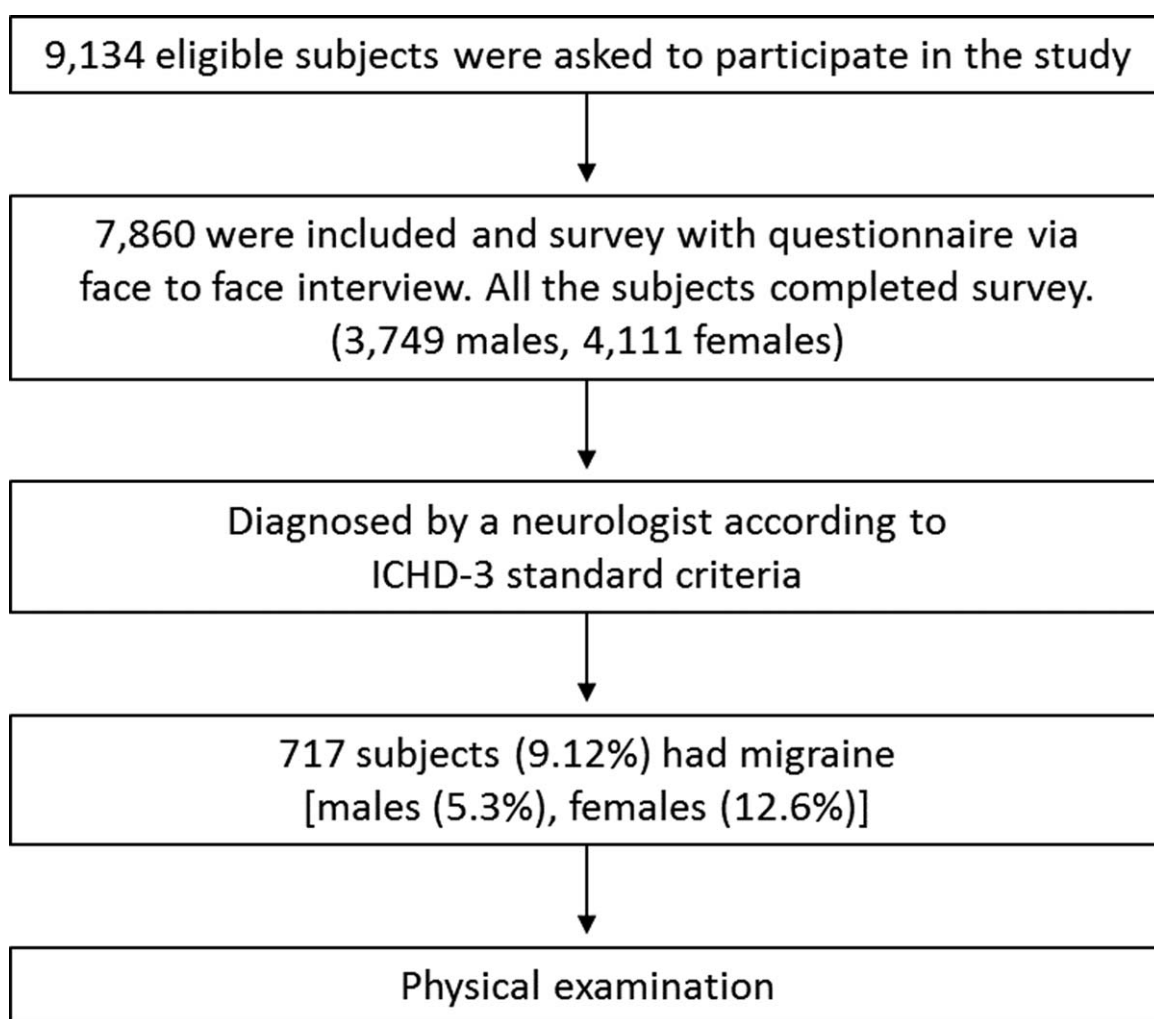 9,134 eligible subjects were asked to participate in the study
7,860 were included and survey with questionnaire via
face to face interview. All the subjects completed survey.
(3,749 males, 4,111 females)
Diagnosed by a neurologist according to
ICHD-3 standard criteria
717 subjects (9.12%) had migraine
[males (5.3%), females (12.6%)]
Physical examination